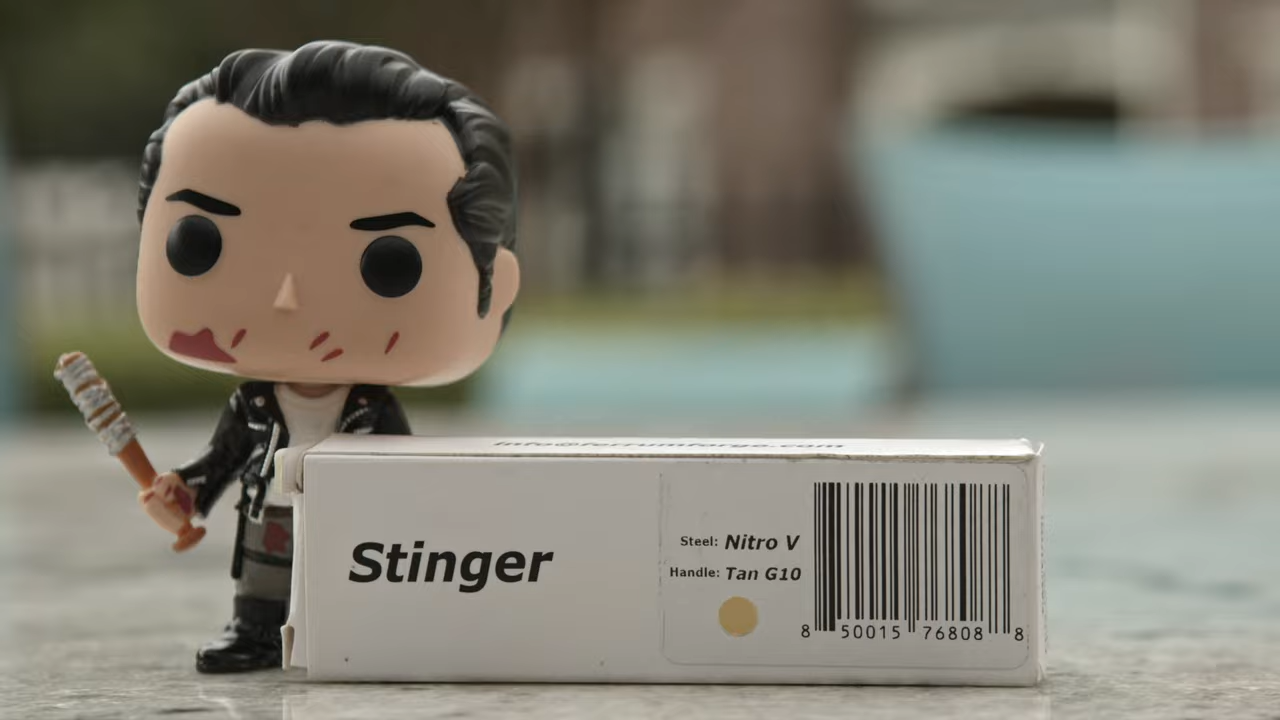 info@ferrumforge.com
Stinger
Steel: Nitro V
Handle: Tan G10
8 50015 76808 8